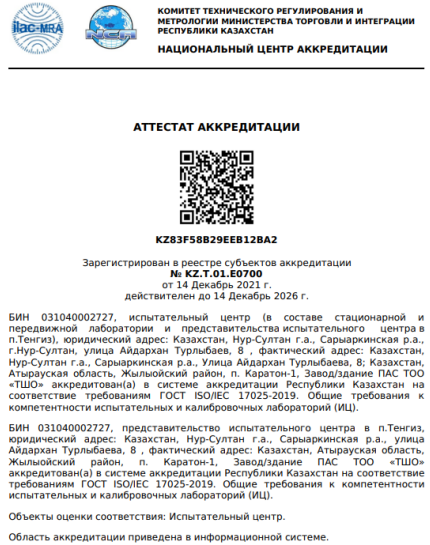 ilac-MRA
NCA
КОМИТЕТ ТЕХНИЧЕСКОГО РЕГУЛИРОВАНИЯ И
МЕТРОЛОГИИ МИНИСТЕРСТВА ТОРГОВЛИ И ИНТЕГРАЦИИ
РЕСПУБЛИКИ КАЗАХСТАН
НАЦИОНАЛЬНЫЙ ЦЕНТР АККРЕДИТАЦИИ
АТТЕСТАТ АККРЕДИТАЦИИ
KZ83F58B29EEB12BA2
Зарегистрирован в реестре субъектов аккредитации
№ KZ.T.01.E0700
от 14 Декабрь 2021 г.
действителен до 14 Декабрь 2026 г.
БИН 031040002727, испытательный центр (в составе стационарной и
передвижной лаборатории и представительства испытательного центра в
п.Тенгиз), юридический адрес: Казахстан, Нур-Султан г.а., Сарыаркинская р.а.,
г.Нур-Султан, улица Айдархан Турлыбаев, 8 , фактический адрес: Казахстан,
Нур-Султан г.а., Сарыаркинская р.а., Улица Айдархан Турлыбаева, 8; Казахстан,
Атырауская область, Жылыойский район, п. Каратон-1, Завод/здание ПАС ТОО
«ТШО» аккредитован(а) в системе аккредитации Республики Казахстан на
соответствие требованиям ГОСТ ISO/IEC 17025-2019. Общие требования к
компетентности испытательных и калибровочных лабораторий (ИЦ).
БИН 031040002727, представительство испытательного центра в п.Тенгиз,
юридический адрес: Казахстан, Нур-Султан г.а., Сарыаркинская р.а., улица
Айдархан Турлыбаева, 8 , фактический адрес: Казахстан, Атырауская область,
Жылыойский район, п. Каратон-1, Завод/здание ПАС ТОО «ТШО»
аккредитован(а) в системе аккредитации Республики Казахстан на соответствие
требованиям ГОСТ ISO/IEC 17025-2019. Общие требования к компетентности
испытательных и калибровочных лабораторий (ИЦ).
Объекты оценки соответствия: Испытательный центр.
Область аккредитации приведена в информационной системе.